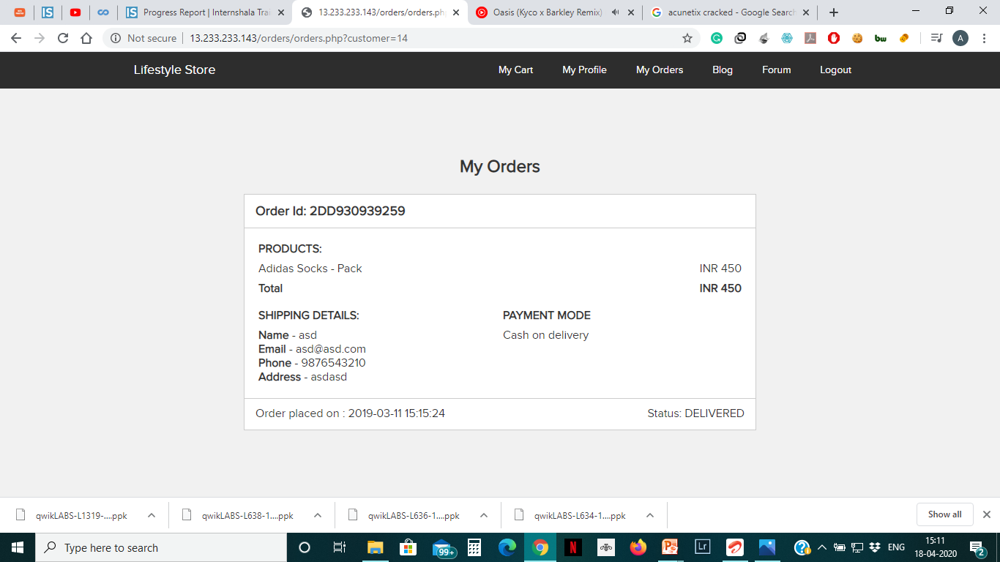 Progress Report | Internshala Trai
13.233.233.143/orders/orders.ph
Oasis (Kyco x Barkley Remix)
acunetix cracked - Google Search
Not secure
13.233.233.143/orders/orders.php?customer=14
A
Lifestyle Store
My Cart
My Profile
My Orders
Blog
Forum
Logout
My Orders
Order Id: 2DD930939259
PRODUCTS:
Adidas Socks - Pack INR 450
Total INR 450
SHIPPING DETAILS:
Name - asd
Email - asd@asd.com
Phone - 9876543210
Address - asdasd
PAYMENT MODE
Cash on delivery
Order placed on : 2019-03-11 15:15:24
Status: DELIVERED
qwikLABS-L1319-....ppk
qwikLABS-L638-1....ppk
qwikLABS-L636-1....ppk
qwikLABS-L634-1....ppk
Show all
Type here to search
99+
ENG
15:11
18-04-2020
2